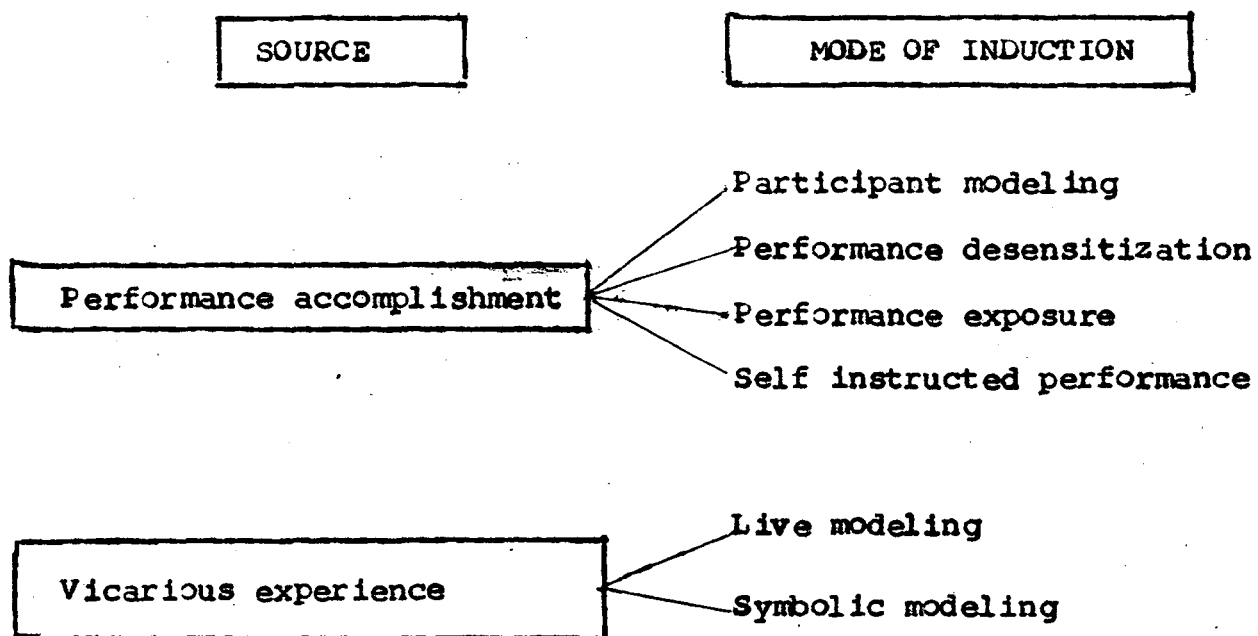 SOURCE MODE OF INDUCTION
Participant modeling
Performance desensitization
Performance accomplishment
Performance exposure
Self instructed performance
Live modeling
Vicarious experience
Symbolic modeling